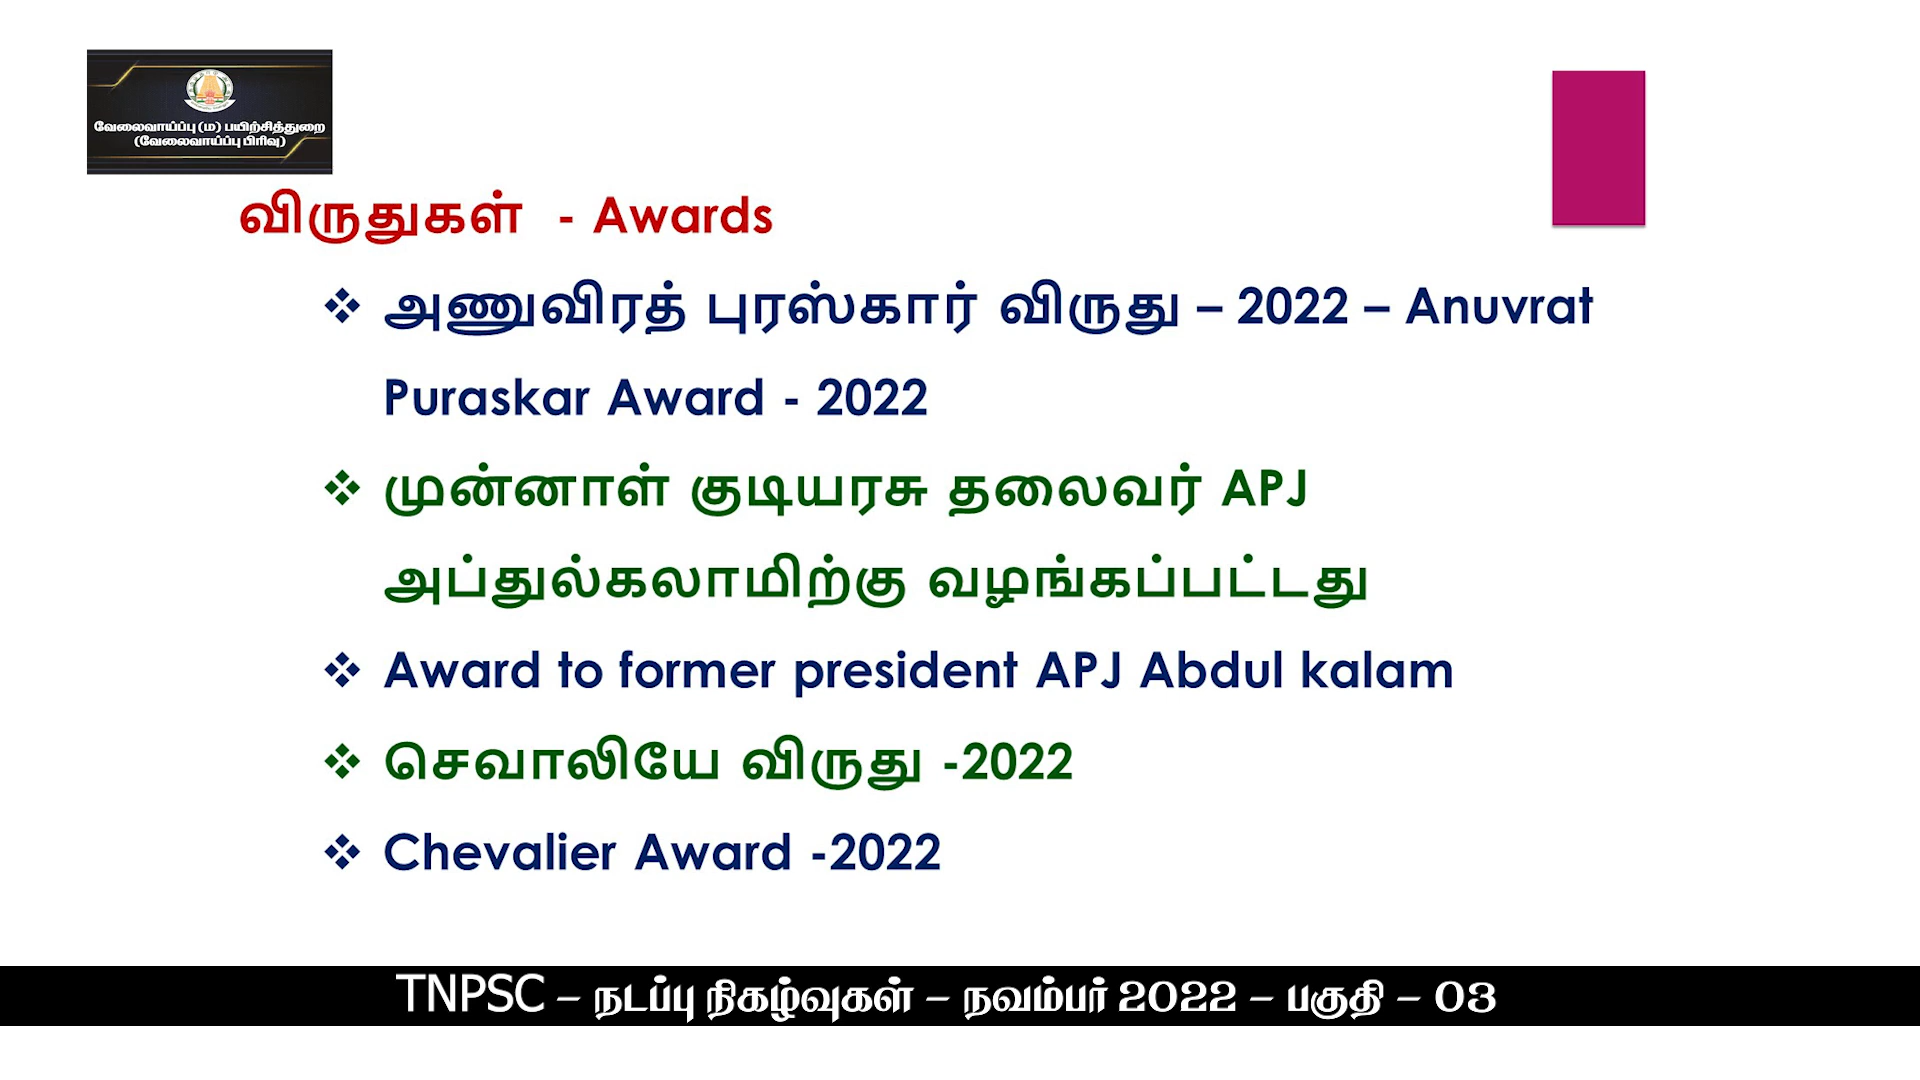 வேலைவாய்ப்பு (ம) பயிற்சித்துறை
(வேலைவாய்ப்பு பிரிவு)
விருதுகள் - Awards
❖ அணுவிரத் புரஸ்கார் விருது – 2022 – Anuvrat
Puraskar Award - 2022
❖ முன்னாள் குடியரசு தலைவர் APJ
அப்துல்கலாமிற்கு வழங்கப்பட்டது
❖ Award to former president APJ Abdul kalam
❖ செவாலியே விருது -2022
❖ Chevalier Award -2022
TNPSC – நடப்பு நிகழ்வுகள் – நவம்பர் 2022 – பகுதி – 03